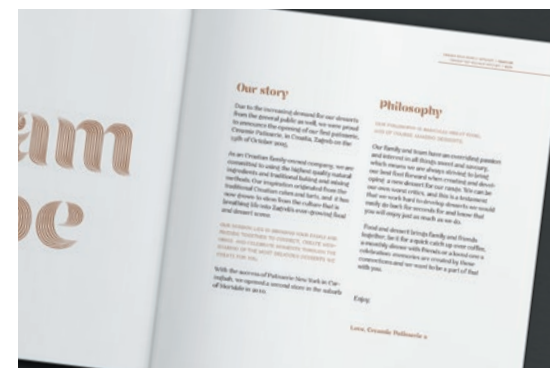 am
pe
Our story
Due to the increasing demand for our desserts
from the general public as well, we were proud
to announce the opening of our first patisserie,
Creamie Patisserie, in Croatia, Zagreb on the
15th of October 2015.
As an Croatian family-owned company, we are
committed to using the highest quality natural
ingredients and traditional baking and mixing
methods. Our inspiration originated from the
traditional Croatian cakes and tarts, and it has
now grown to stem from the culture that is
breathing life into Zagreb's ever-growing food
and dessert scene.
With the success of Patisserie New York in
we opened a second store in the suburb
of in 2010.
Philosophy
Our family and team have an overriding passion
and interest in all things sweet and savoury,
which means we are always striving to bring
our best foot forward when creating and
a new dessert for our range. We can be
our own worst critics, and this is a testament
that we work hard to develop desserts we would
easily do back for seconds for and know that
you will enjoy just as much as we do.
Food and dessert brings family and friends
together, be it for a quick catch up over coffee,
a monthly dinner with friends or a loved one's
celebration: memories are created by these
connections and we want to be a part of that
with you.
Enjoy,
Love, Creamie Patisserie